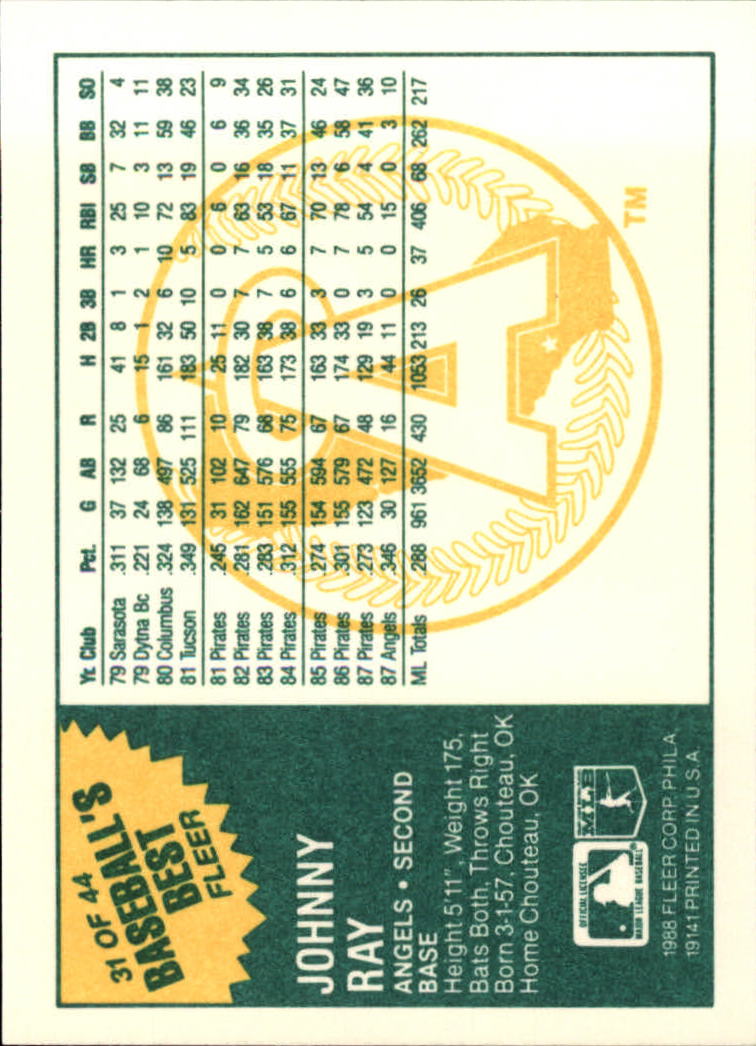 31 OF 44
BASEBALL'S
BEST
FLEER
JOHNNY
RAY
ANGELS • SECOND
BASE
Height 5'11", Weight 175,
Bats Both, Throws Right
Born 3-1-57, Chouteau, OK
Home Chouteau, OK
OFFICIAL LICENSEE
MAJOR LEAGUE BASEBALL
MLBPA
1988 FLEER CORP. PHILA.
19141 PRINTED IN U.S.A.
Yr. Club Pct. G AB R H 2B 3B HR RBI SB BB SO
79 Sarasota .311 37 132 25 41 8 1 3 25 7 32 4
79 Dytna Bc .221 24 68 6 15 1 2 1 10 3 11 11
80 Columbus .324 138 497 86 161 32 6 10 72 13 59 38
81 Tucson .349 131 525 111 183 50 10 5 83 19 46 23
81 Pirates .245 31 102 10 25 11 0 0 6 0 6 9
82 Pirates .281 162 647 79 182 30 7 7 63 16 36 34
83 Pirates .283 151 576 68 163 38 7 5 53 18 35 26
84 Pirates .312 155 555 75 173 38 6 6 67 11 37 31
85 Pirates .274 154 594 67 163 33 3 7 70 13 46 24
86 Pirates .301 155 579 67 174 33 0 7 78 6 58 47
87 Pirates .273 123 472 48 129 19 3 5 54 4 41 36
87 Angels .346 30 127 16 44 11 0 0 15 0 3 10
ML Totals .288 961 3652 430 1053 213 26 37 406 68 262 217
CA
TM